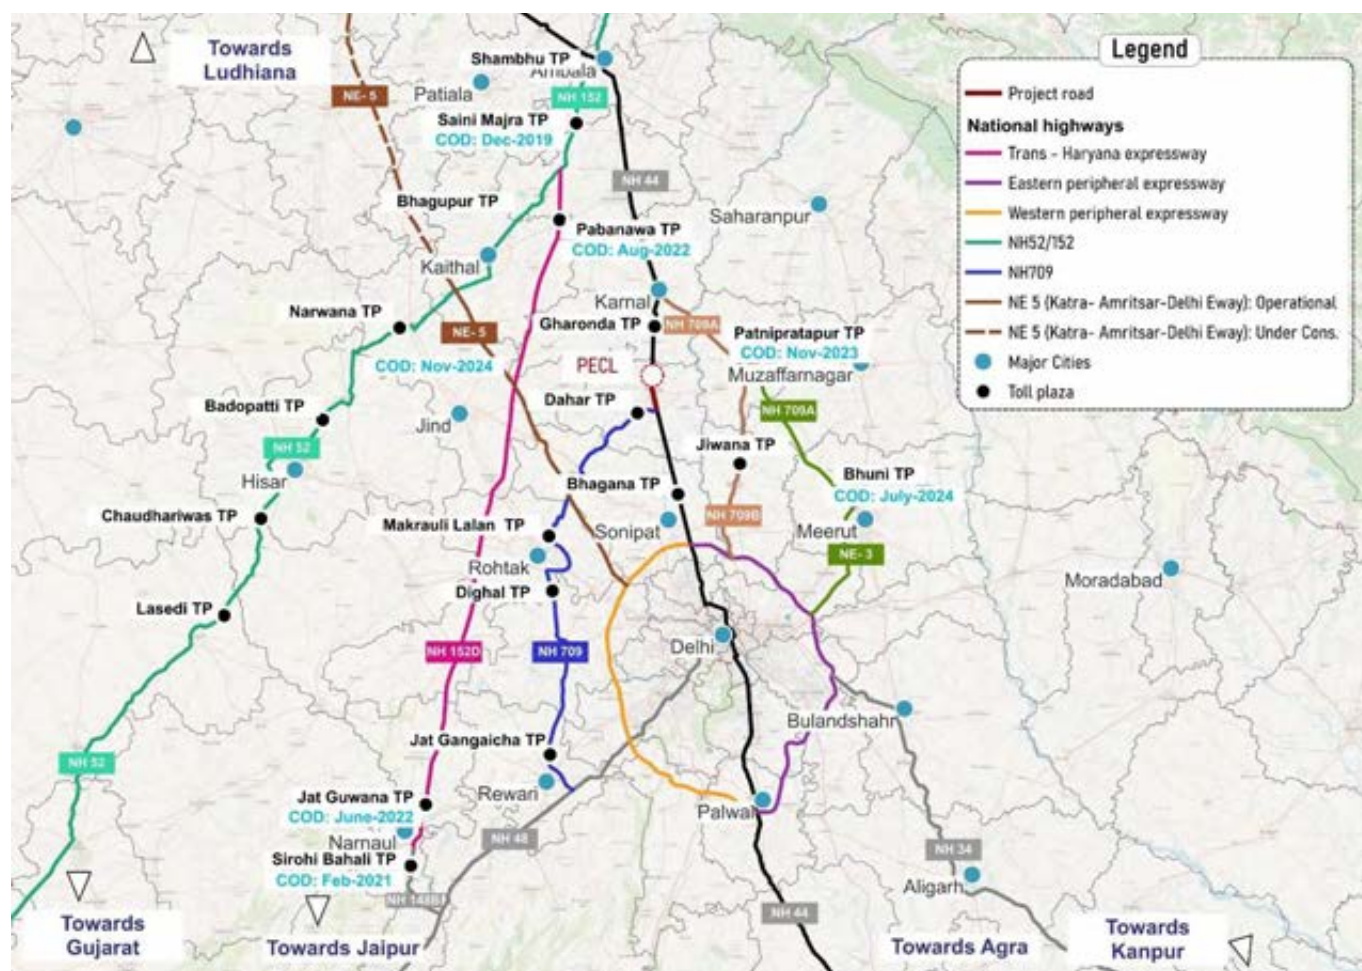 Towards
Ludhiana
Legend
Project road
National highways
Trans - Haryana expressway
Eastern peripheral expressway
Western peripheral expressway
NH52/152
NH709
NE 5 (Katra- Amritsar-Delhi Eway): Operational
NE 5 (Katra- Amritsar-Delhi Eway): Under Cons.
Major Cities
Toll plaza
Shambhu TP
Ambala
Patiala
NE- 5
NH 152
Saini Majra TP
COD: Dec-2019
NH 44
Bhagupur TP
Saharanpur
Pabanawa TP
COD: Aug-2022
Kaithal
Karnal
Narwana TP
NE- 5
Gharonda TP
NH 709A
Patnipratapur TP
COD: Nov-2023
COD: Nov-2024
PECL
Muzaffarnagar
Badopatti TP
Dahar TP
NH 709A
Jind
NH 52
Jiwana TP
Hisar
Bhagana TP
Bhuni TP
COD: July-2024
Chaudhariwas TP
Makrauli Lalan TP
Sonipat
NH 709B
Meerut
Rohtak
NE- 3
Moradabad
Dighal TP
Lasedi TP
NH 152D
NH 709
Delhi
Bulandshahr
Jat Gangaicha TP
NH 52
Rewari
Jat Guwana TP
COD: June-2022
Palwal
Narnaul
NH 48
NH 34
Sirohi Bahali TP
COD: Feb-2021
Aligarh
NH 148B
NH 44
Towards
Gujarat
Towards Jaipur
Towards Agra
Towards
Kanpur